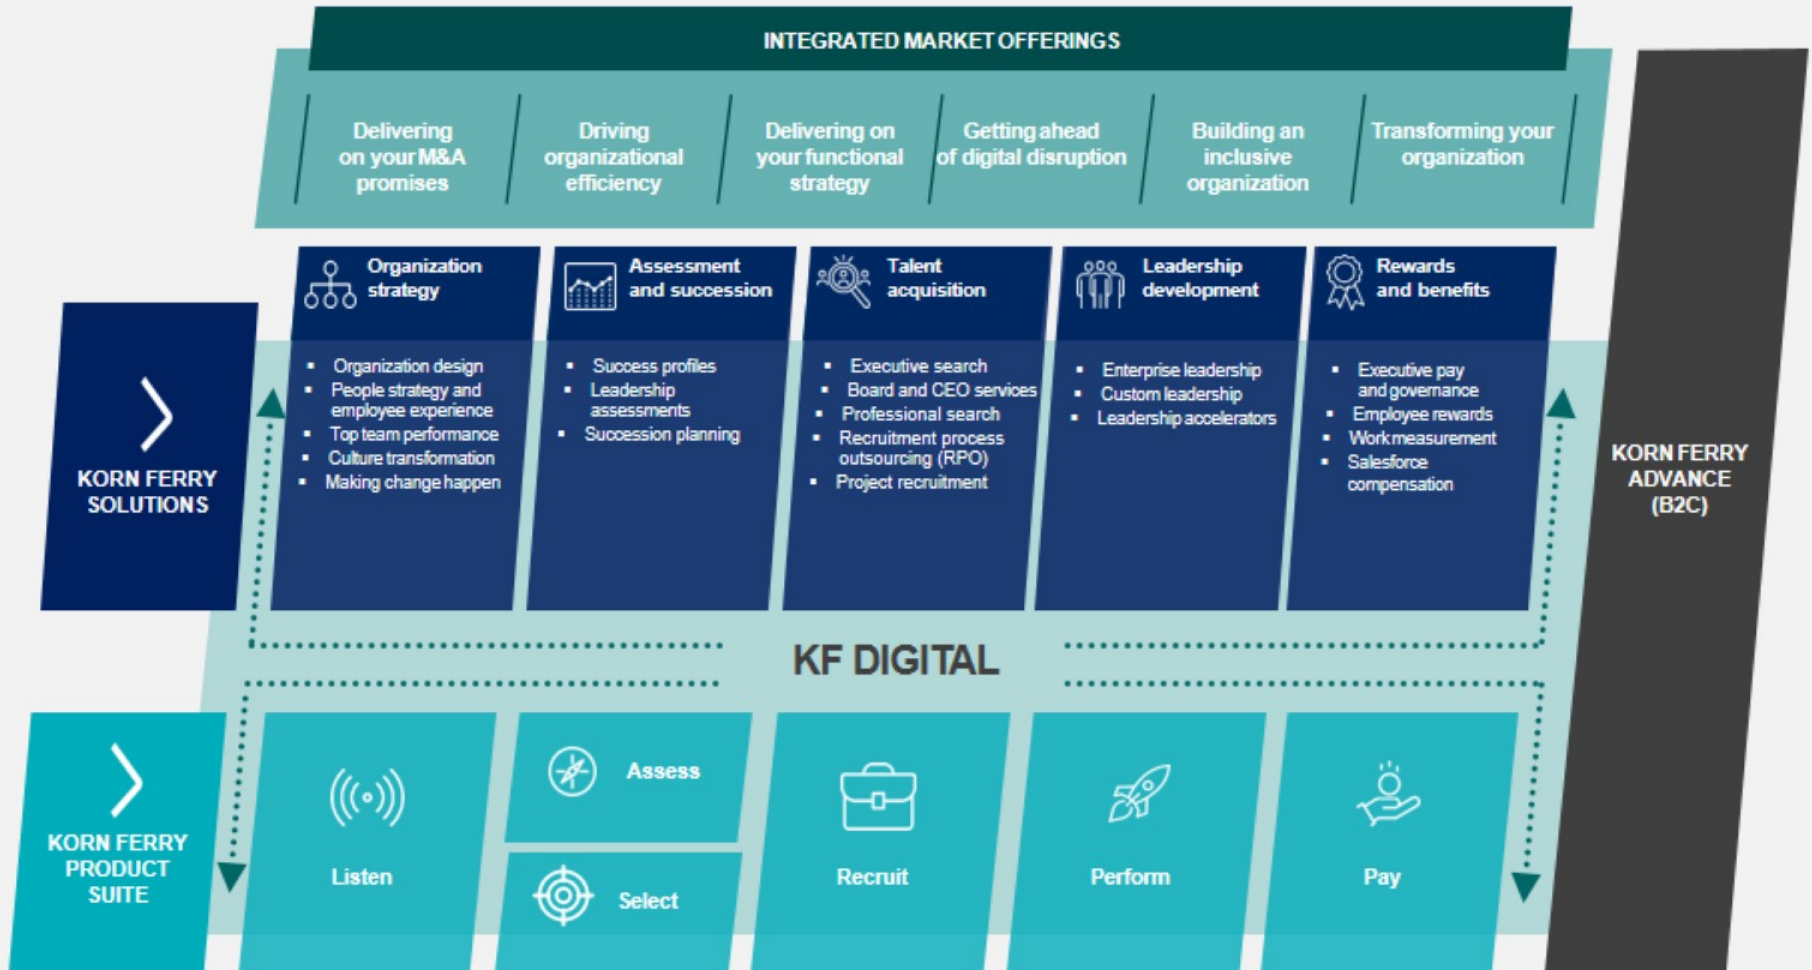 INTEGRATED MARKET OFFERINGS
Delivering
on your M&A
promises
Driving
organizational
efficiency
Delivering on
your functional
strategy
Getting ahead
of digital disruption
Building an
inclusive
organization
Transforming your
organization
KORN FERRY
SOLUTIONS
Organization
strategy
▪ Organization design
▪ People strategy and
employee experience
▪ Top team performance
▪ Culture transformation
▪ Making change happen
Assessment
and succession
▪ Success profiles
▪ Leadership
assessments
▪ Succession planning
Talent
acquisition
▪ Executive search
▪ Board and CEO services
▪ Professional search
▪ Recruitment process
outsourcing (RPO)
▪ Project recruitment
Leadership
development
▪ Enterprise leadership
▪ Custom leadership
▪ Leadership accelerators
Rewards
and benefits
▪ Executive pay
and governance
▪ Employee rewards
▪ Work measurement
▪ Salesforce
compensation
KORN FERRY
ADVANCE
(B2C)
KF DIGITAL
KORN FERRY
PRODUCT
SUITE
Listen
Assess
Select
Recruit
Perform
Pay